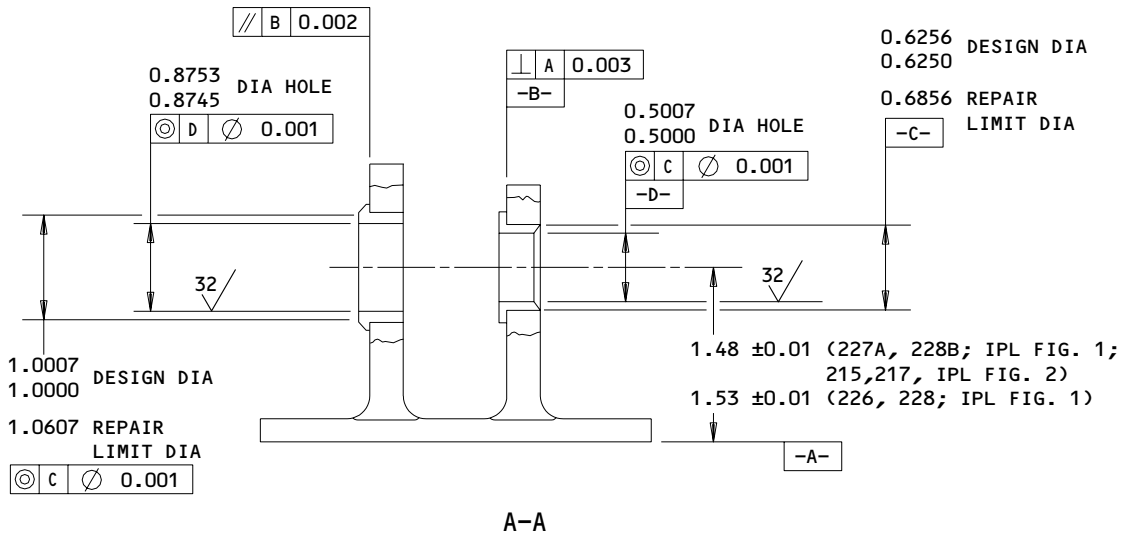 // B 0.002
0.8753
0.8745 DIA HOLE
◎ D ∅ 0.001
⊥ A 0.003
-B-
0.5007
0.5000 DIA HOLE
◎ C ∅ 0.001
-D-
0.6256
0.6250 DESIGN DIA
0.6856 REPAIR
LIMIT DIA
-C-
32
32
1.0007
1.0000 DESIGN DIA
1.0607 REPAIR
LIMIT DIA
◎ C ∅ 0.001
1.48 ±0.01 (227A, 228B; IPL FIG. 1;
215,217, IPL FIG. 2)
1.53 ±0.01 (226, 228; IPL FIG. 1)
-A-
A-A